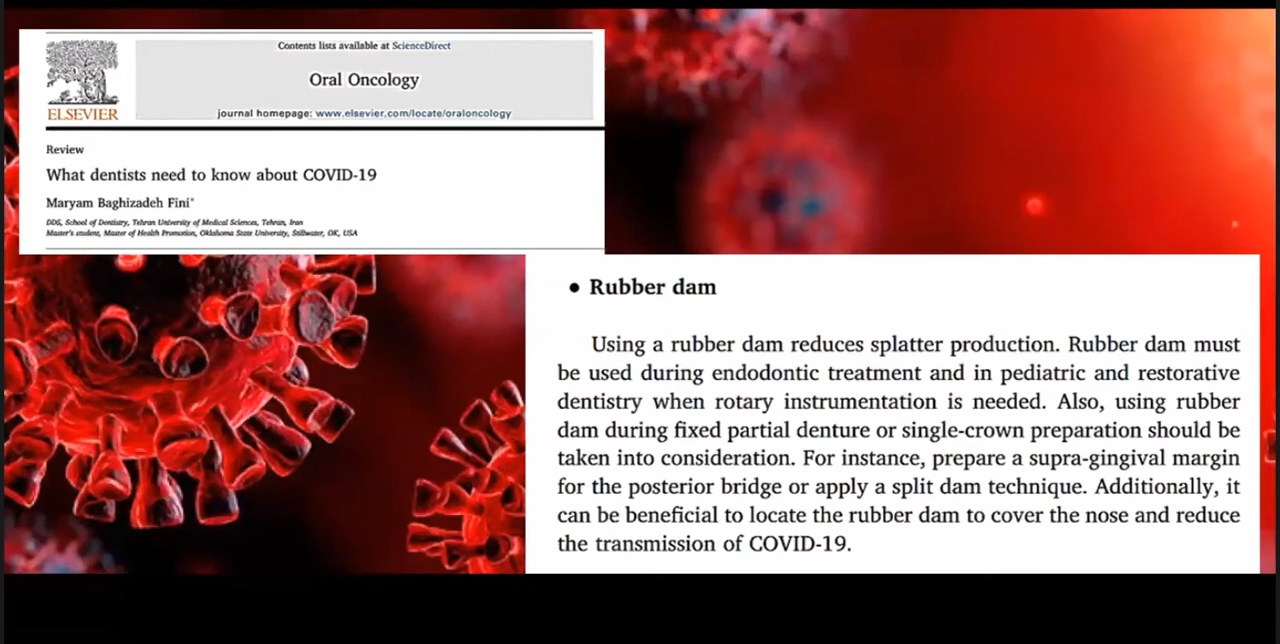 Contents lists available at ScienceDirect
Oral Oncology
ELSEVIER
journal homepage: www.elsevier.com/locate/oraloncology
Review
What dentists need to know about COVID-19
Maryam Baghizadeh Fini*
DDS, School of Dentistry, Tehran University of Medical Sciences, Tehran, Iran
Master's student, Master of Health Promotion, Oklahoma State University, Stillwater, OK, USA
● Rubber dam
Using a rubber dam reduces splatter production. Rubber dam must
be used during endodontic treatment and in pediatric and restorative
dentistry when rotary instrumentation is needed. Also, using rubber
dam during fixed partial denture or single-crown preparation should be
taken into consideration. For instance, prepare a supra-gingival margin
for the posterior bridge or apply a split dam technique. Additionally, it
can be beneficial to locate the rubber dam to cover the nose and reduce
the transmission of COVID-19.